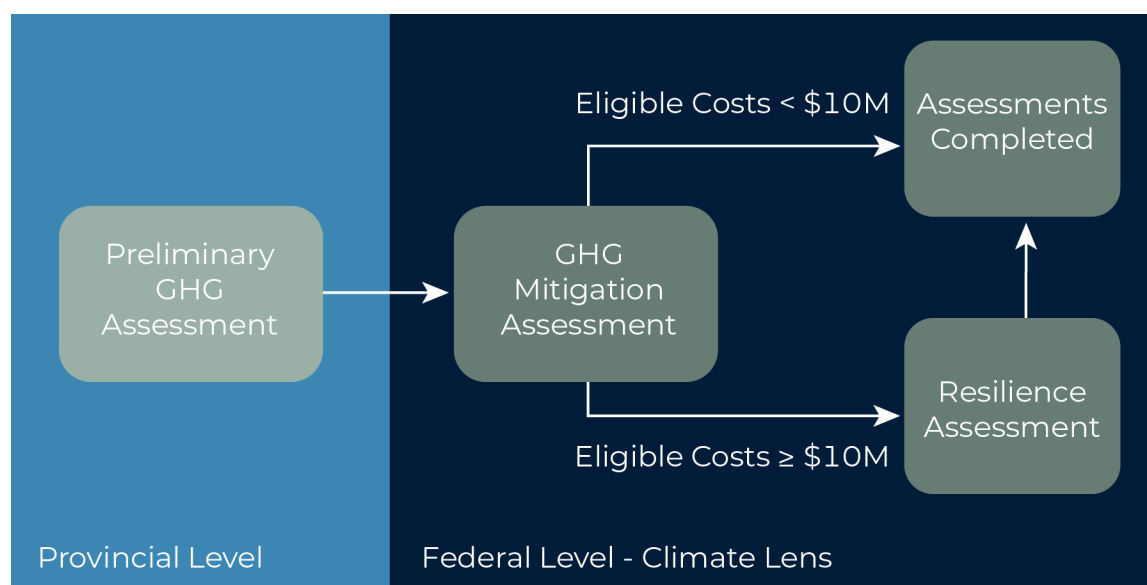 Preliminary
GHG
Assessment
GHG
Mitigation
Assessment
Eligible Costs < $10M
Assessments
Completed
Eligible Costs ≥ $10M
Resilience
Assessment
Provincial Level
Federal Level - Climate Lens